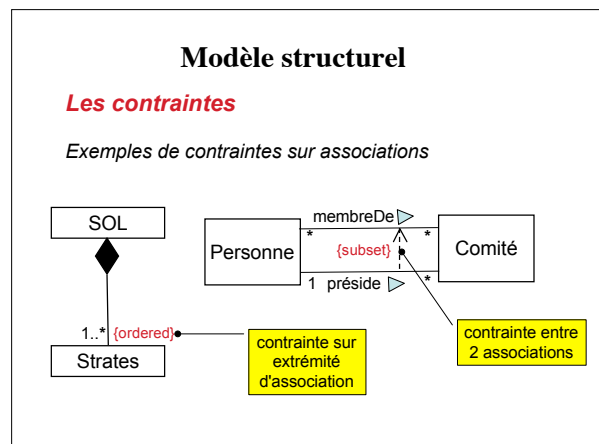 Modèle structurel
Les contraintes
Exemples de contraintes sur associations
SOL
1..* {ordered}
Strates
contrainte sur
extrémité
d'association
membreDe
Personne
*
{subset}
*
Comité
1 préside
*
contrainte entre
2 associations